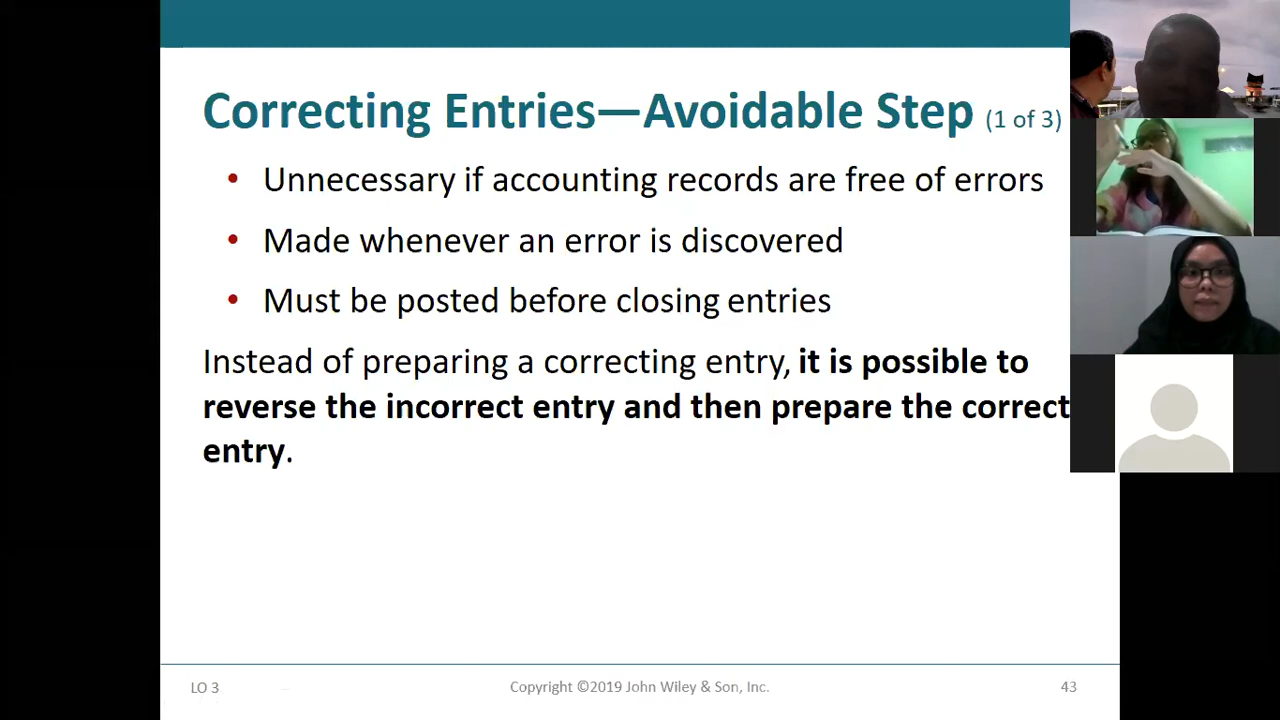 Correcting Entries—Avoidable Step (1 of 3)
• Unnecessary if accounting records are free of errors
• Made whenever an error is discovered
• Must be posted before closing entries
Instead of preparing a correcting entry, it is possible to
reverse the incorrect entry and then prepare the correct
entry.
LO 3
Copyright ©2019 John Wiley & Son, Inc.
43